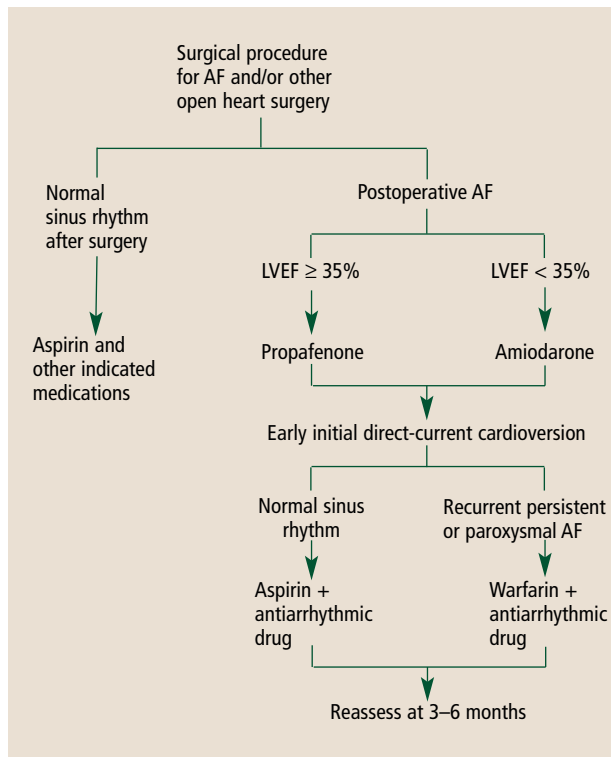 Surgical procedure
for AF and/or other
open heart surgery
Normal
sinus rhythm
after surgery
Postoperative AF
LVEF ≥ 35%
LVEF < 35%
Aspirin and
other indicated
medications
Propafenone
Amiodarone
Early initial direct-current cardioversion
Normal sinus
rhythm
Recurrent persistent
or paroxysmal AF
Aspirin +
antiarrhythmic
drug
Warfarin +
antiarrhythmic
drug
Reassess at 3–6 months